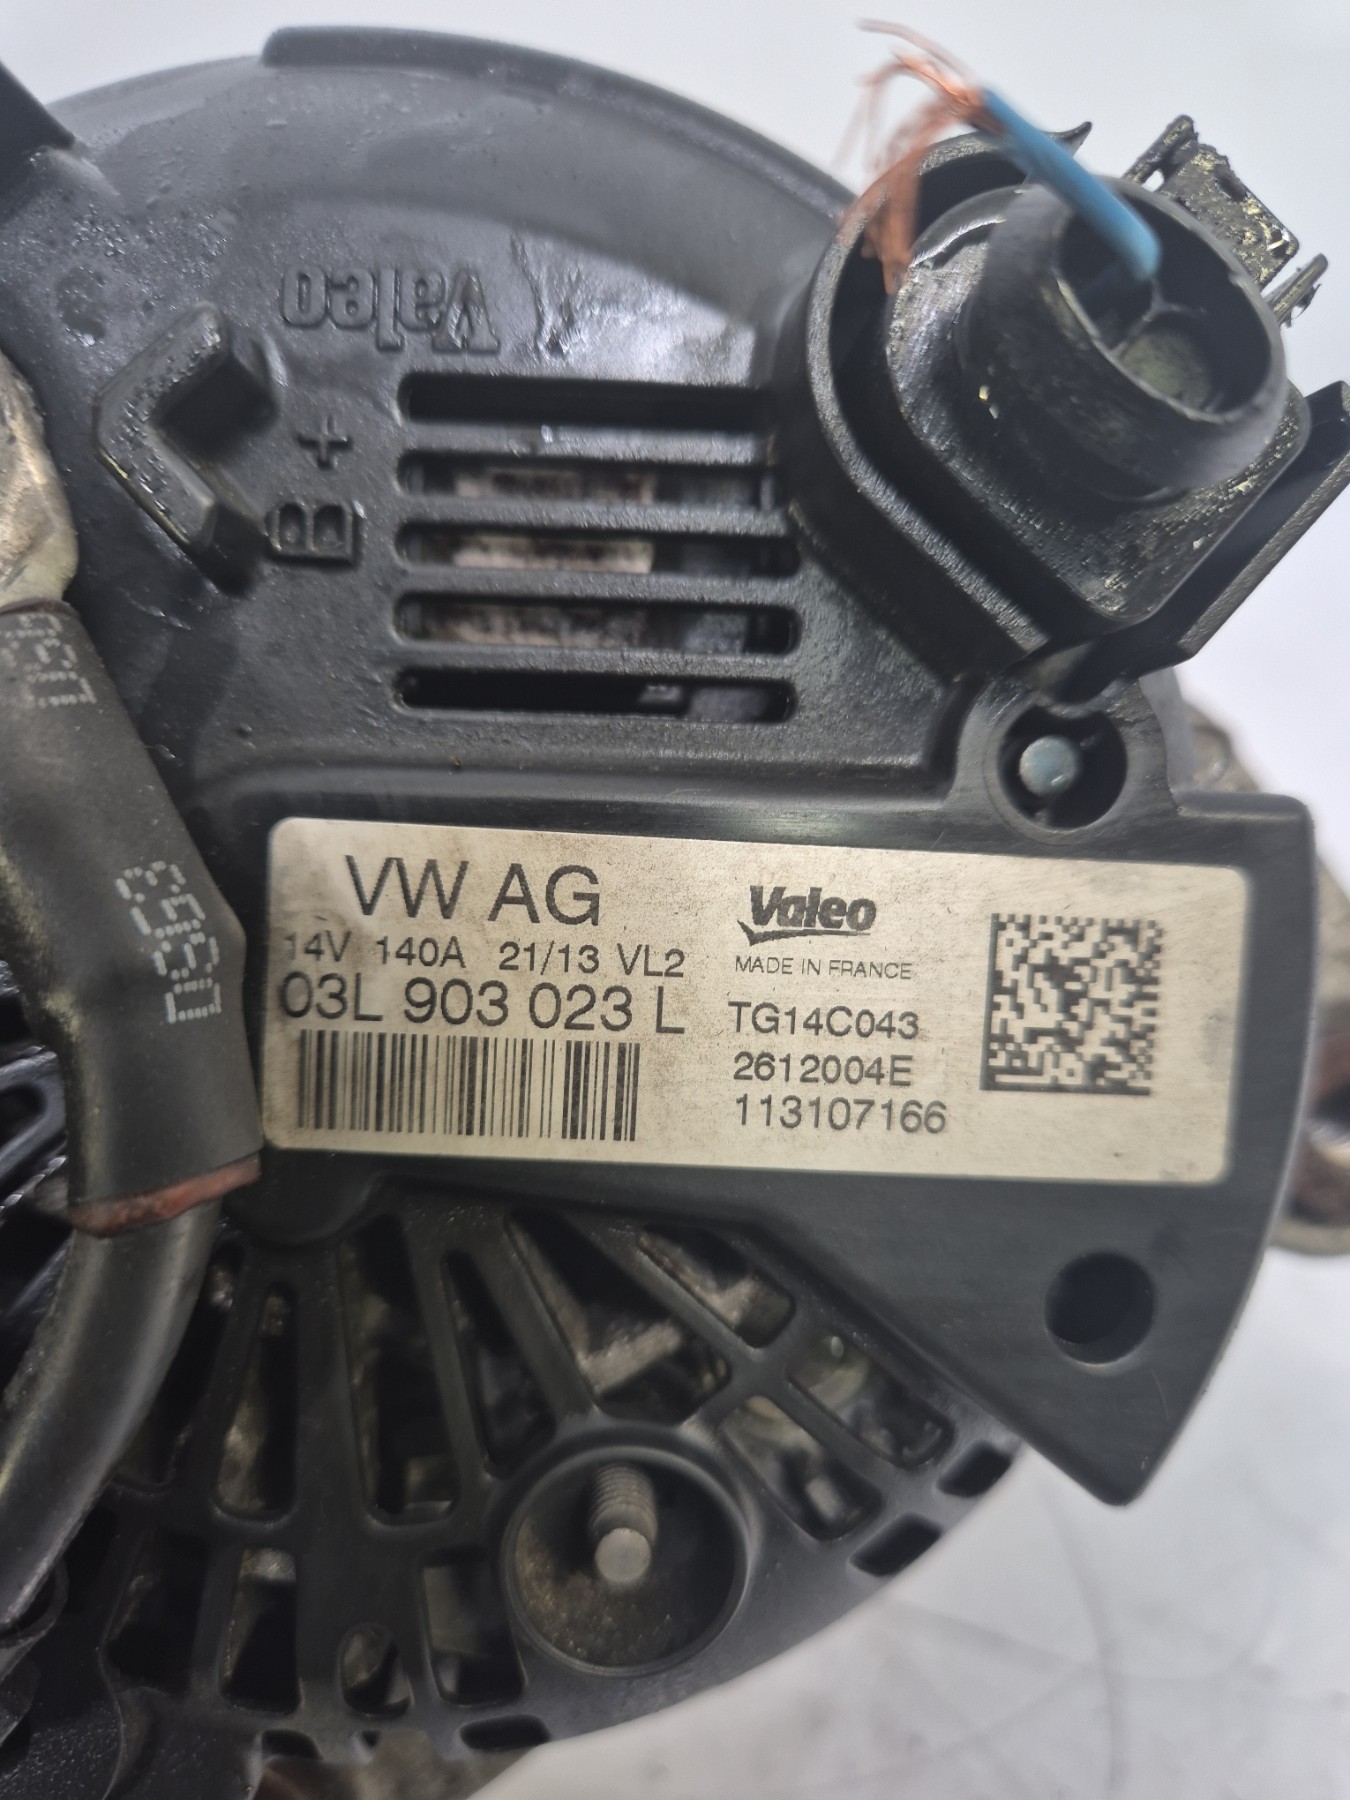 Valeo
B+
VW AG
14V 140A 21/13 VL2
03L 903 023 L
Valeo
MADE IN FRANCE
TG14C043
2612004E
113107166